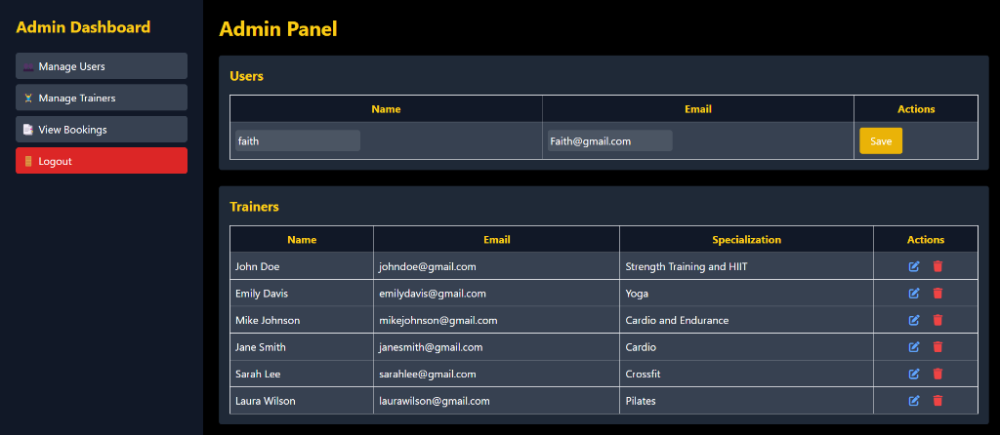 Admin Dashboard
Manage Users
Manage Trainers
View Bookings
Logout
Admin Panel
Users
Name Email Actions
faith Faith@gmail.com Save
Trainers
Name Email Specialization Actions
John Doe johndoe@gmail.com Strength Training and HIIT
Emily Davis emilydavis@gmail.com Yoga
Mike Johnson mikejohnson@gmail.com Cardio and Endurance
Jane Smith janesmith@gmail.com Cardio
Sarah Lee sarahlee@gmail.com Crossfit
Laura Wilson laurawilson@gmail.com Pilates